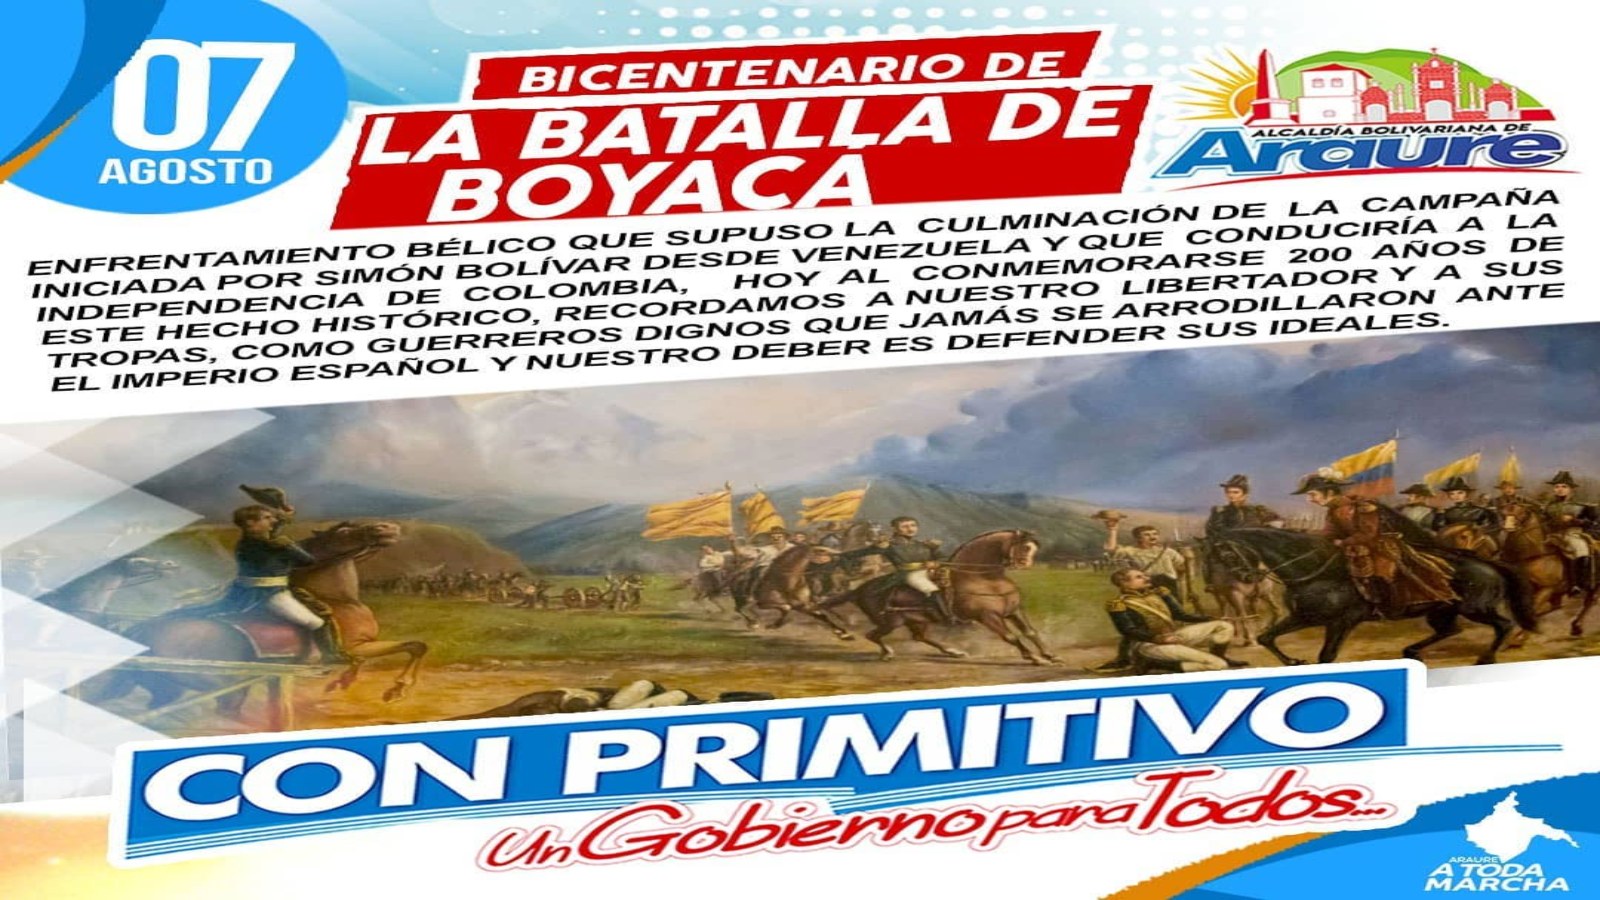 07
AGOSTO
BICENTENARIO DE
LA BATALLA DE
BOYACÁ
ALCALDÍA BOLIVARIANA DE
Araure
ENFRENTAMIENTO BÉLICO QUE SUPUSO LA CULMINACIÓN DE LA CAMPAÑA
INICIADA POR SIMÓN BOLÍVAR DESDE VENEZUELA Y QUE CONDUCIRÍA A LA
INDEPENDENCIA DE COLOMBIA, HOY AL CONMEMORARSE 200 AÑOS DE
ESTE HECHO HISTÓRICO, RECORDAMOS A NUESTRO LIBERTADOR Y A SUS
TROPAS, COMO GUERREROS DIGNOS QUE JAMÁS SE ARRODILLARON ANTE
EL IMPERIO ESPAÑOL Y NUESTRO DEBER ES DEFENDER SUS IDEALES.
CON PRIMITIVO
Un Gobierno para Todos...
ARAURE
A TODA
MARCHA